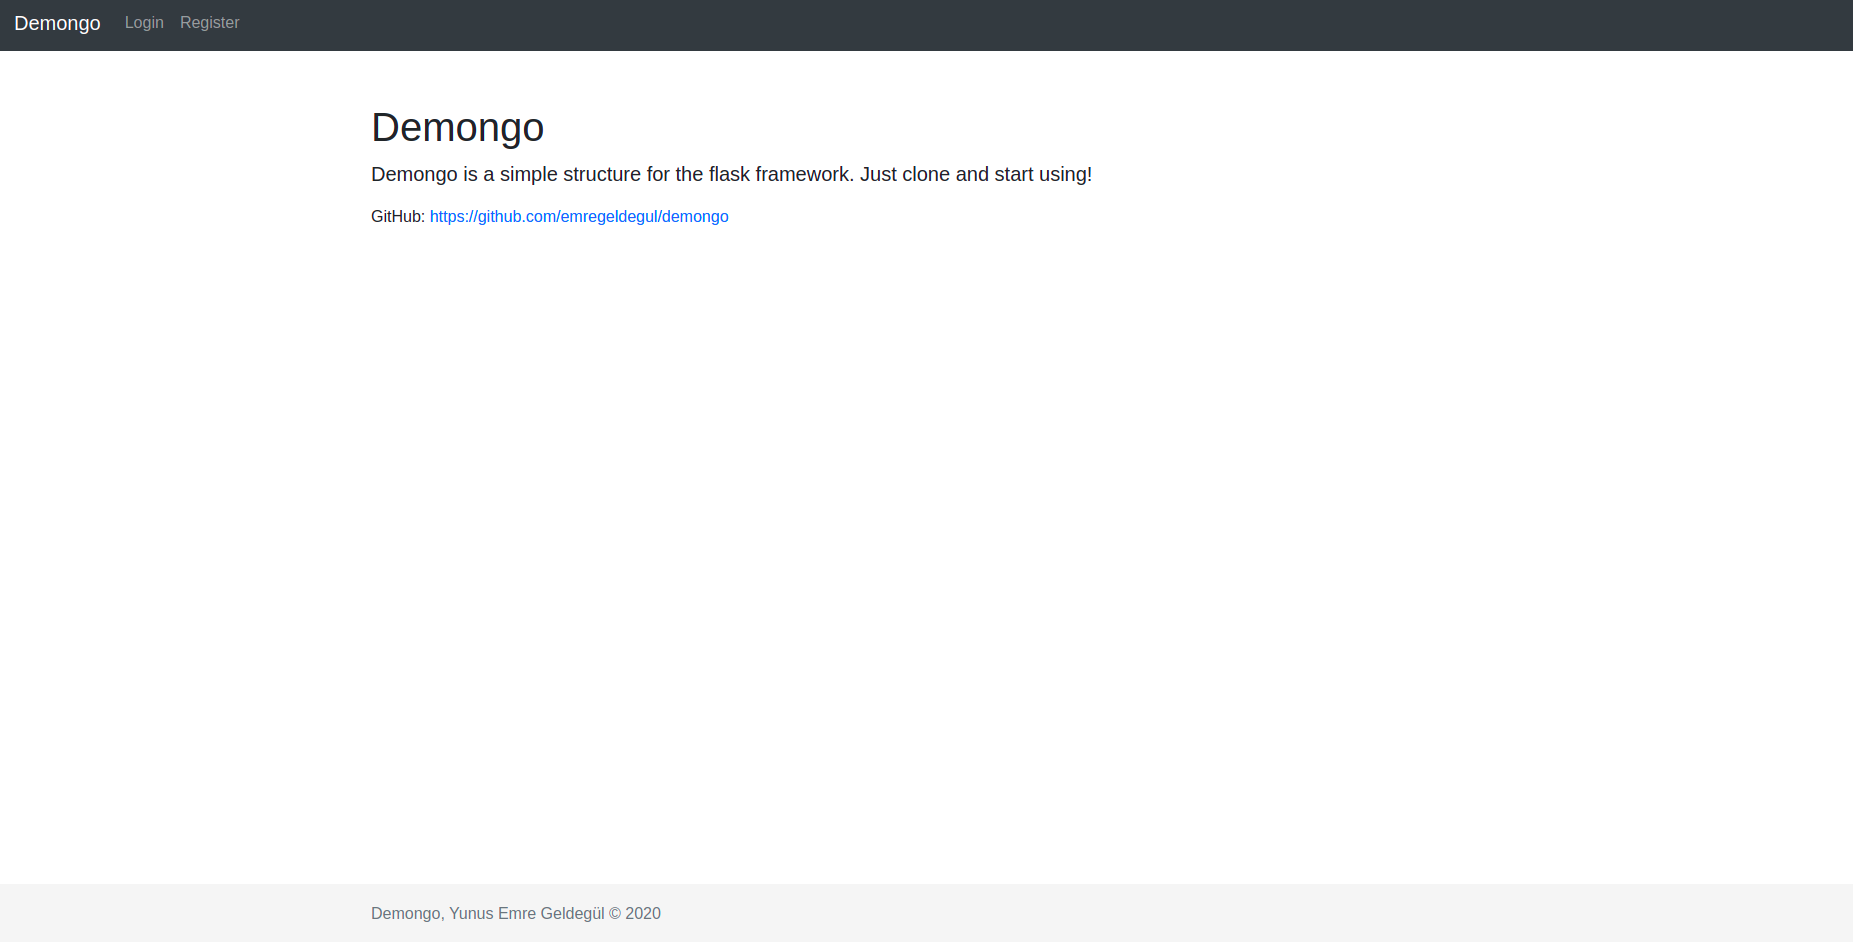 Demongo Login Register
Demongo
Demongo is a simple structure for the flask framework. Just clone and start using!
GitHub: https://github.com/emregeldegul/demongo
Demongo, Yunus Emre Geldegül © 2020